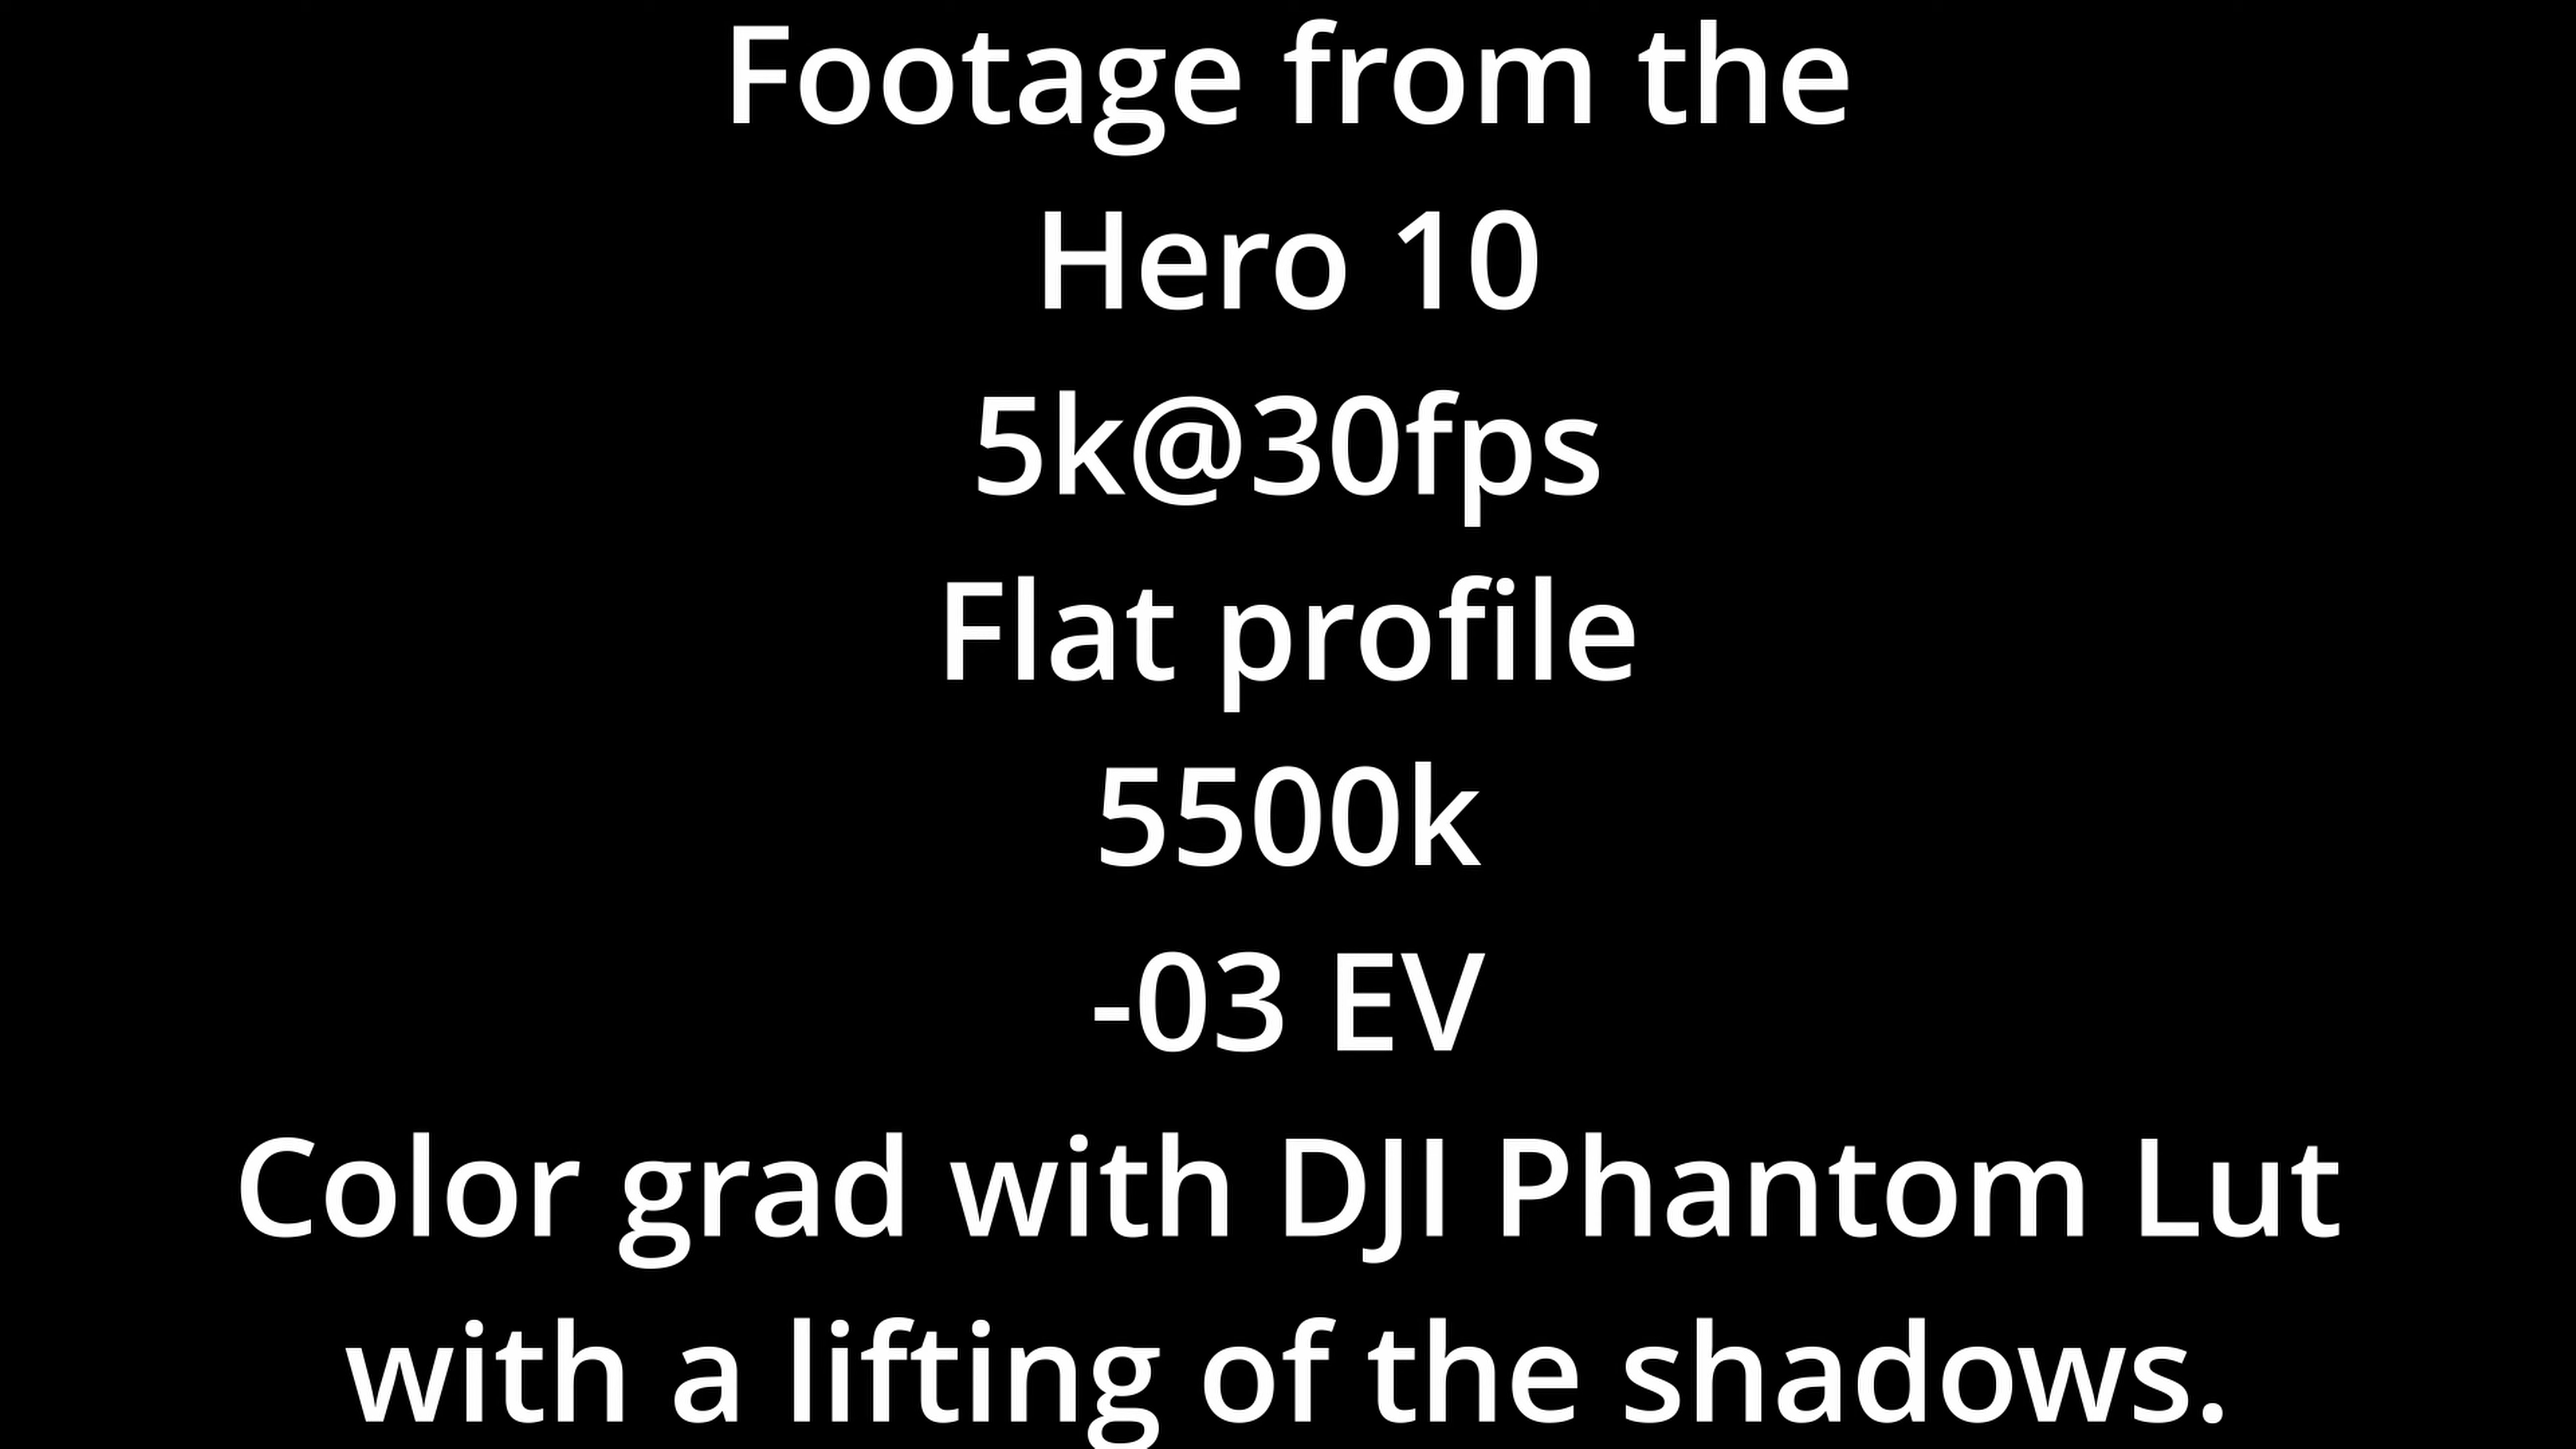 Footage from the
Hero 10
5k@30fps
Flat profile
5500k
-03 EV
Color grad with DJI Phantom Lut
with a lifting of the shadows.